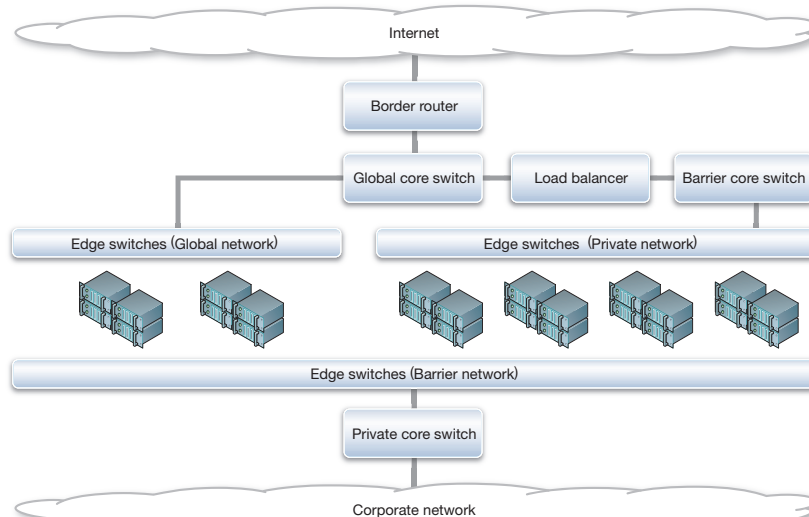 Internet
Border router
Global core switch
Load balancer
Barrier core switch
Edge switches (Global network)
Edge switches (Private network)
Edge switches (Barrier network)
Private core switch
Corporate network